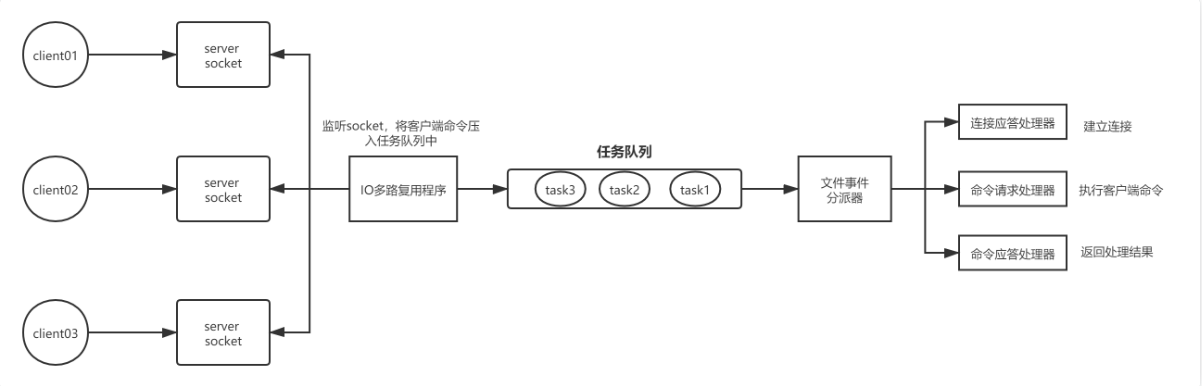 client01
server
socket
监听socket，将客户端命令压
入任务队列中
任务队列
连接应答处理器
建立连接
client02
server
socket
IO多路复用程序
task3
task2
task1
文件事件
分派器
命令请求处理器
执行客户端命令
命令应答处理器
返回处理结果
client03
server
socket